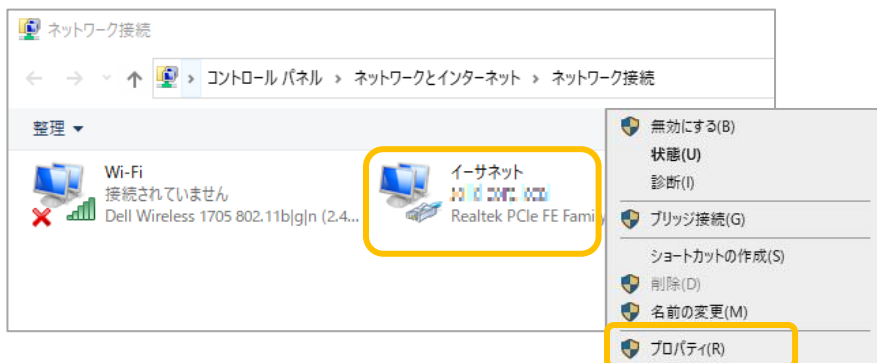 ネットワーク接続
コントロール パネル › ネットワークとインターネット › ネットワーク接続
整理
Wi-Fi
接続されていません
Dell Wireless 1705 802.11b|g|n (2.4...
イーサネット
Realtek PCIe FE Family
無効にする(B)
状態(U)
診断(I)
ブリッジ接続(G)
ショートカットの作成(S)
削除(D)
名前の変更(M)
プロパティ(R)